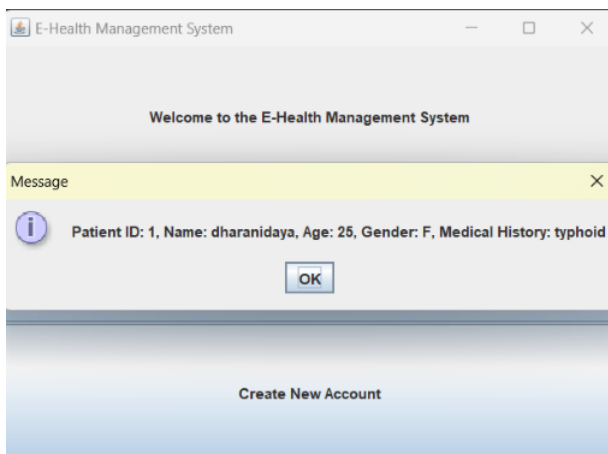 E-Health Management System
Welcome to the E-Health Management System
Message
Patient ID: 1, Name: dharanidaya, Age: 25, Gender: F, Medical History: typhoid
OK
Create New Account